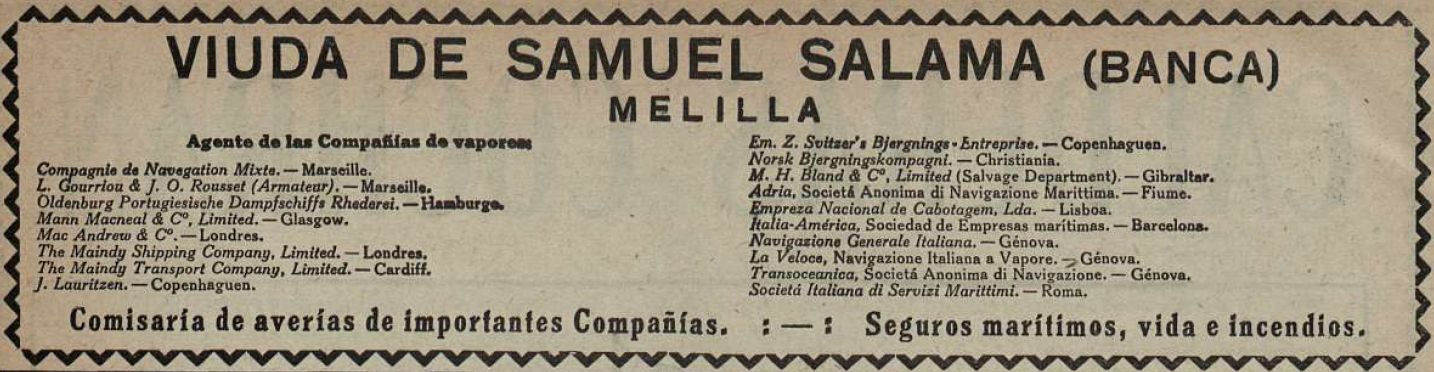 VIUDA DE SAMUEL SALAMA (BANCA)
MELILLA
Agente de las Compañías de vapores:
Compagnie de Navegation Mixte. — Marseille.
L. Gourriou & J. O. Rousset (Armateur). — Marseille.
Oldenburg Portugiesische Dampfschiffs Rhederei. — Hamburgo.
Mann Macneal & Cº, Limited. — Glasgow.
Mac Andrew & Cº. — Londres.
The Maindy Shipping Company, Limited. — Londres.
The Maindy Transport Company, Limited. — Cardiff.
J. Lauritzen. — Copenhaguen.
Em. Z. Svitzer's Bjergnings-Entreprise. — Copenhaguen.
Norsk Bjergningskompagni. — Christiania.
M. H. Bland & Cº, Limited (Salvage Department). — Gibraltar.
Adria, Societá Anonima di Navigazione Marittima. — Fiume.
Empreza Nacional de Cabotagem, Lda. — Lisboa.
Italia-América, Sociedad de Empresas marítimas. — Barcelona.
Navigazione Generale Italiana. — Génova.
La Veloce, Navigazione Italiana a Vapore. — Génova.
Transoceanica, Societá Anonima di Navigazione. — Génova.
Societá Italiana di Servizi Marittimi. — Roma.
Comisaría de averías de importantes Compañías. : — : Seguros marítimos, vida e incendios.